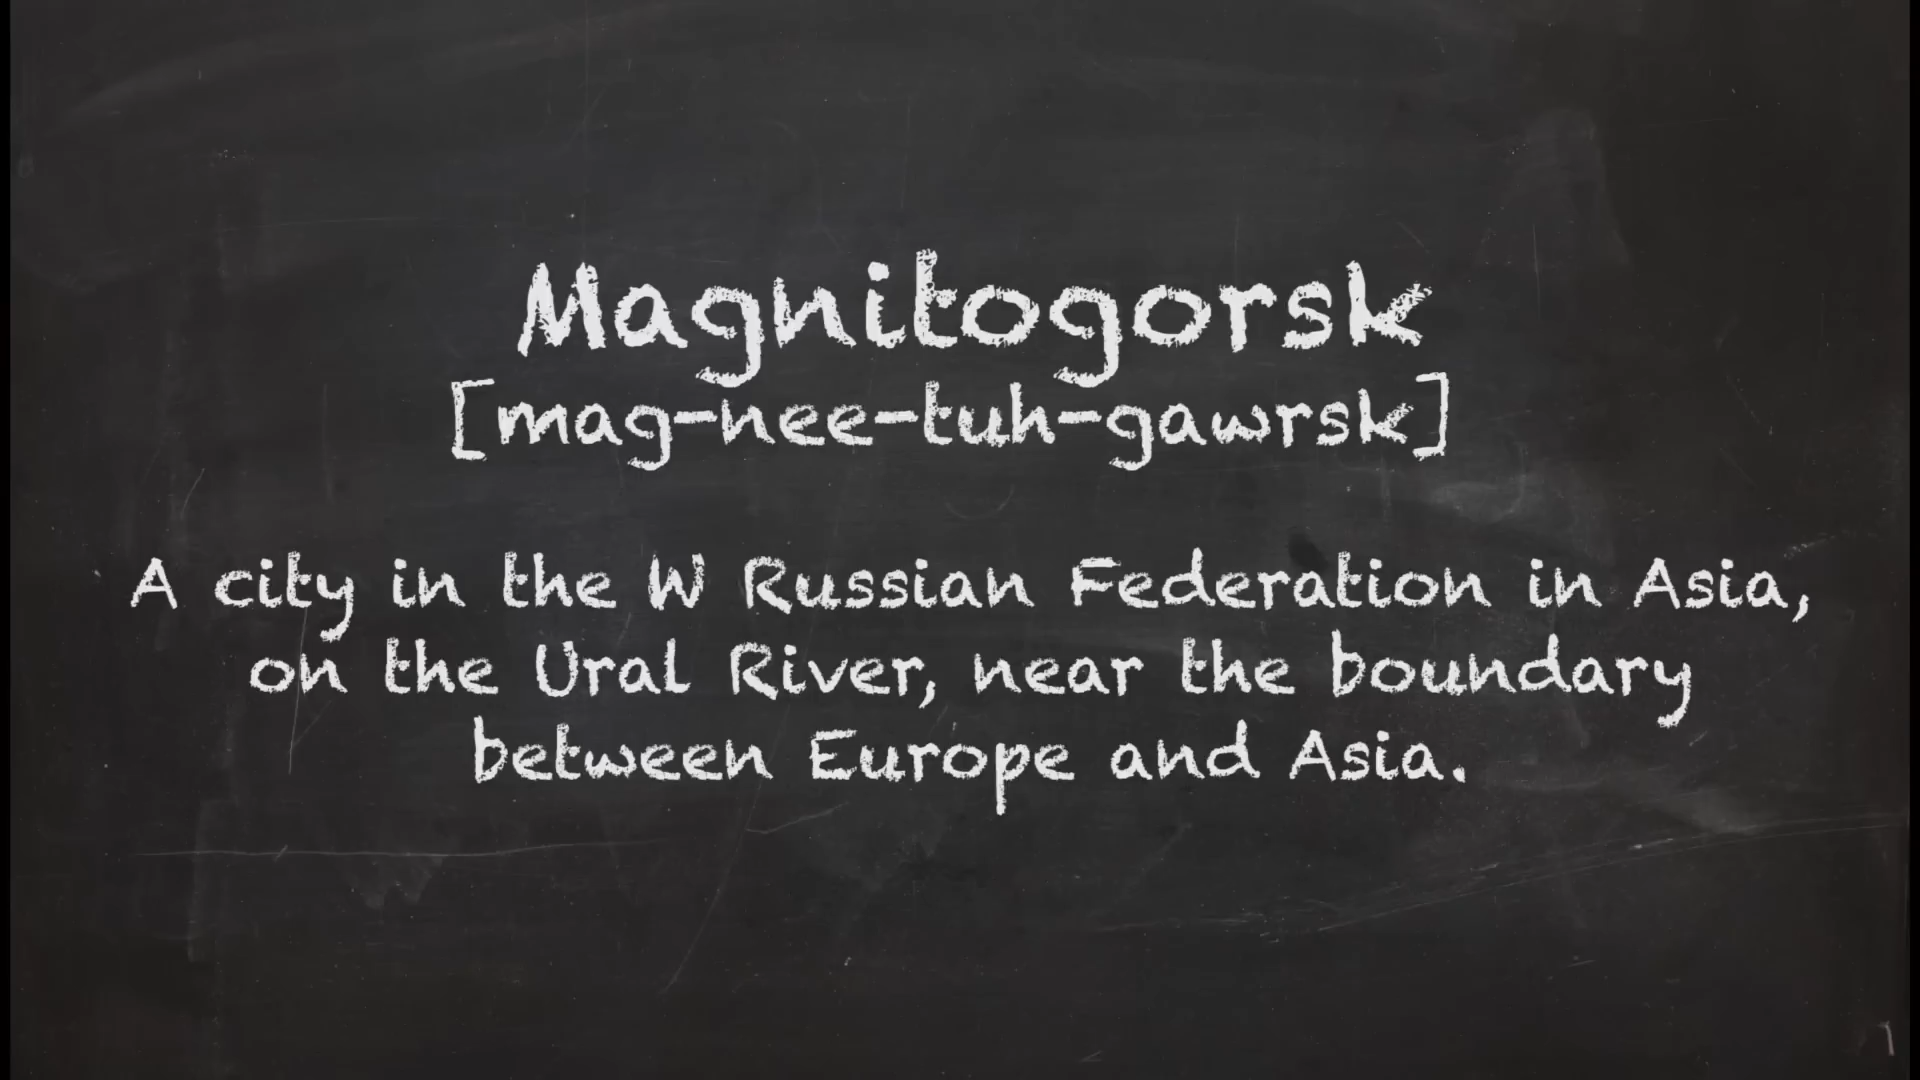 Magnitogorsk
[mag-nee-tuh-gawrsk]
A city in the W Russian Federation in Asia,
on the Ural River, near the boundary
between Europe and Asia.